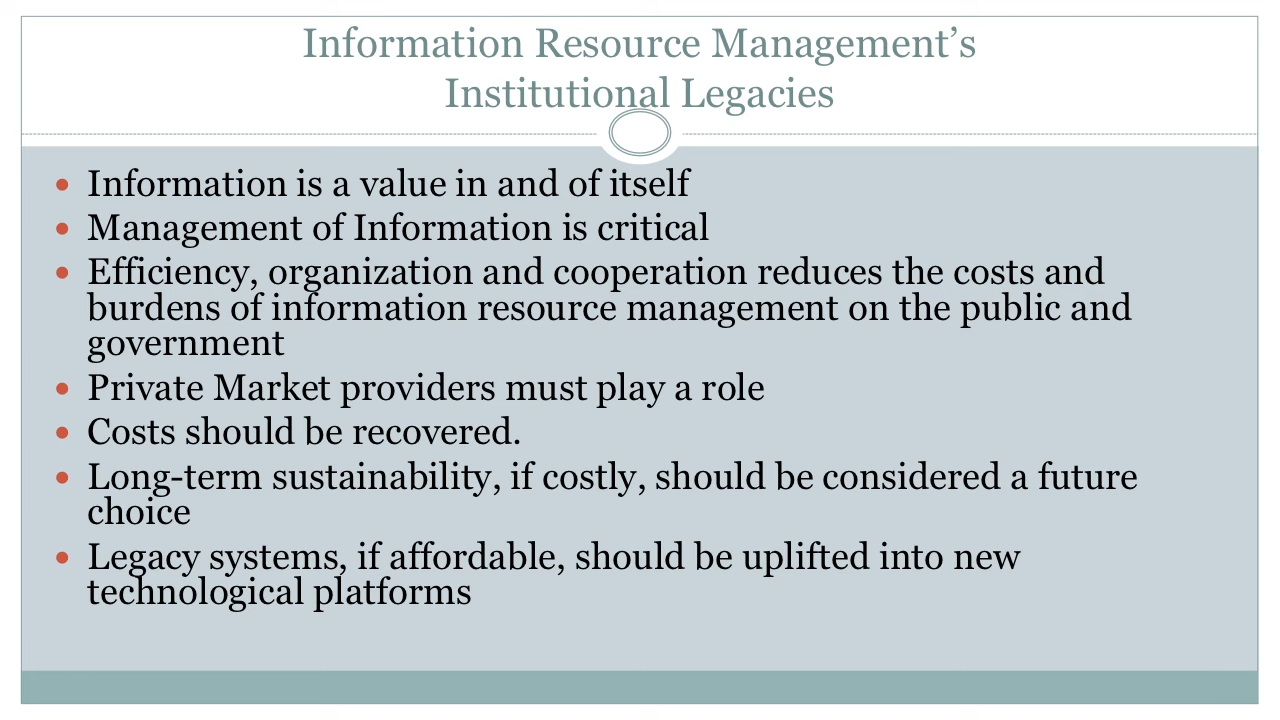 Information Resource Management’s
Institutional Legacies
• Information is a value in and of itself
• Management of Information is critical
• Efficiency, organization and cooperation reduces the costs and
burdens of information resource management on the public and
government
• Private Market providers must play a role
• Costs should be recovered.
• Long-term sustainability, if costly, should be considered a future
choice
• Legacy systems, if affordable, should be uplifted into new
technological platforms